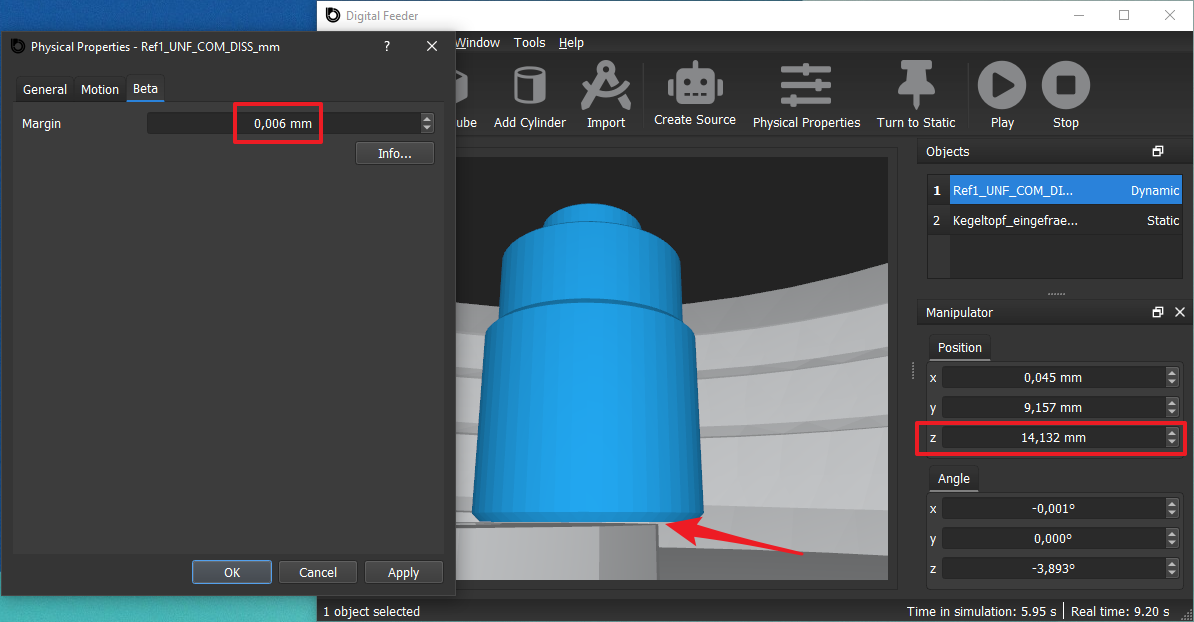 Digital Feeder
Physical Properties - Ref1_UNF_COM_DISS_mm
?
General Motion Beta
Margin 0,006 mm
Info...
OK Cancel Apply
Window Tools Help
ube Add Cylinder Import Create Source Physical Properties Turn to Static Play Stop
Objects
1 Ref1_UNF_COM_DI... Dynamic
2 Kegeltopf_eingefrae... Static
Manipulator
Position
x 0,045 mm
y 9,157 mm
z 14,132 mm
Angle
x -0,001º
y 0,000º
z -3,893º
1 object selected
Time in simulation: 5.95 s Real time: 9.20 s